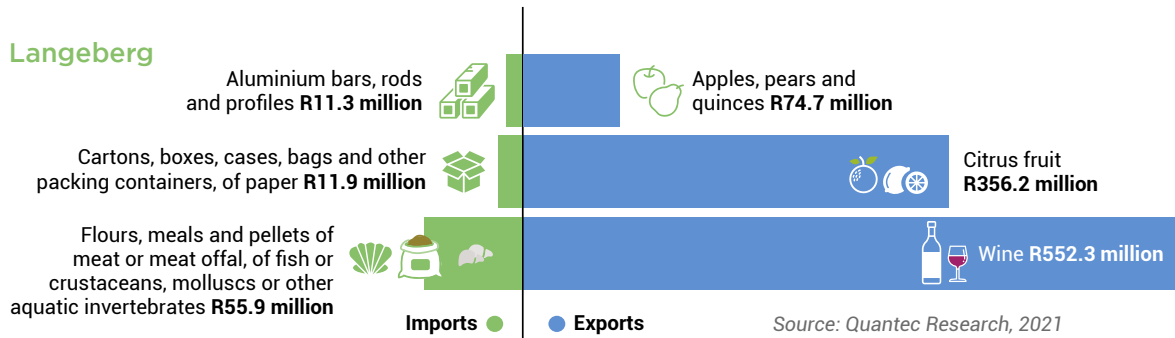 Langeberg
Aluminium bars, rods
and profiles R11.3 million
Apples, pears and
quinces R74.7 million
Cartons, boxes, cases, bags and other
packing containers, of paper R11.9 million
Citrus fruit
R356.2 million
Flours, meals and pellets of
meat or meat offal, of fish or
crustaceans, molluscs or other
aquatic invertebrates R55.9 million
Wine R552.3 million
Imports
Exports
Source: Quantec Research, 2021